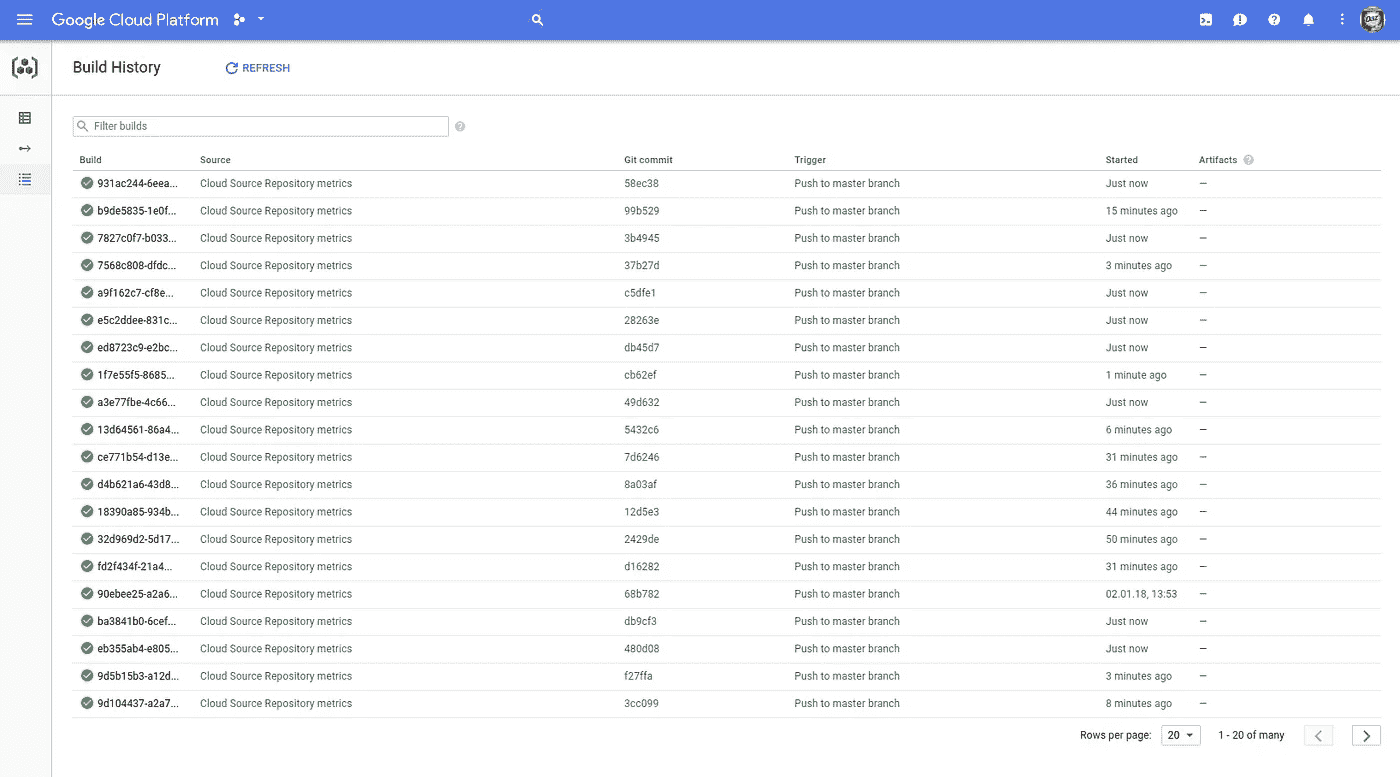 Google Cloud Platform
Build History REFRESH
Filter builds
Build Source Git commit Trigger Started Artifacts
931ac244-6eea... Cloud Source Repository metrics 58ec38 Push to master branch Just now —
b9de5835-1e0f... Cloud Source Repository metrics 99b529 Push to master branch 15 minutes ago —
7827c0f7-b033... Cloud Source Repository metrics 3b4945 Push to master branch Just now —
7568c808-dfdc... Cloud Source Repository metrics 37b27d Push to master branch 3 minutes ago —
a9f162c7-cf8e... Cloud Source Repository metrics c5dfe1 Push to master branch Just now —
e5c2ddee-831c... Cloud Source Repository metrics 28263e Push to master branch Just now —
ed8723c9-e2bc... Cloud Source Repository metrics db45d7 Push to master branch Just now —
1f7e55f5-8685... Cloud Source Repository metrics cb62ef Push to master branch 1 minute ago —
a3e77fbe-4c66... Cloud Source Repository metrics 49d632 Push to master branch Just now —
13d64561-86a4... Cloud Source Repository metrics 5432c6 Push to master branch 6 minutes ago —
ce771b54-d13e... Cloud Source Repository metrics 7d6246 Push to master branch 31 minutes ago —
d4b621a6-43d8... Cloud Source Repository metrics 8a03af Push to master branch 36 minutes ago —
18390a85-934b... Cloud Source Repository metrics 12d5e3 Push to master branch 44 minutes ago —
32d969d2-5d17... Cloud Source Repository metrics 2429de Push to master branch 50 minutes ago —
fd2f434f-21a4... Cloud Source Repository metrics d16282 Push to master branch 31 minutes ago —
90ebee25-a2a6... Cloud Source Repository metrics 68b782 Push to master branch 02.01.18, 13:53 —
ba3841b0-6cef... Cloud Source Repository metrics db9cf3 Push to master branch Just now —
eb355ab4-e805... Cloud Source Repository metrics 480d08 Push to master branch Just now —
9d5b15b3-a12d... Cloud Source Repository metrics f27ffa Push to master branch 3 minutes ago —
9d104437-a2a7... Cloud Source Repository metrics 3cc099 Push to master branch 8 minutes ago —
Rows per page: 20 1 - 20 of many